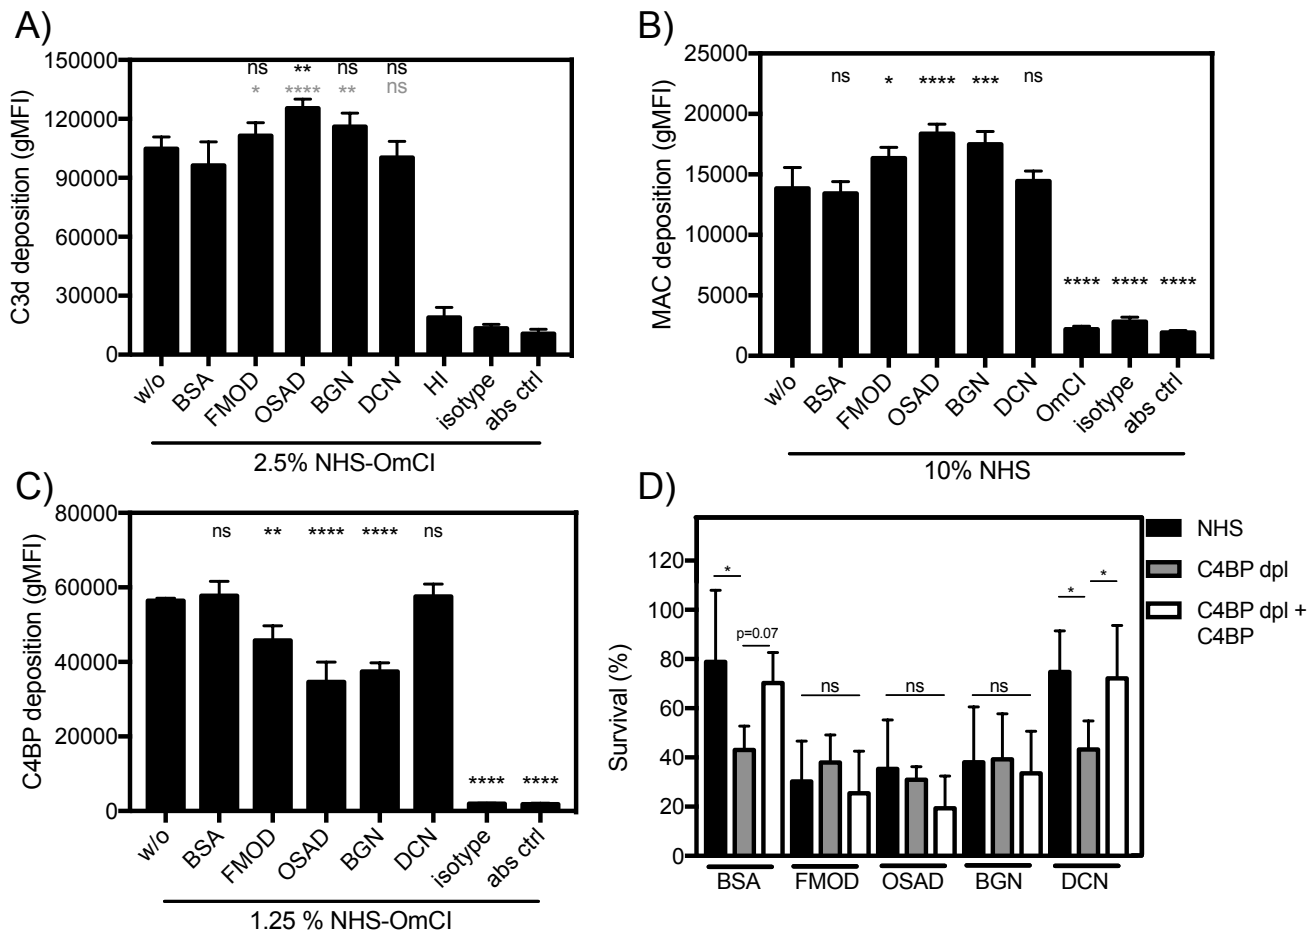 A)
C3d deposition (gMFI)
150000
120000
90000
60000
30000
0
ns ** ns ns
* **** ** ns
w/o BSA FMOD OSAD BGN DCN HI isotype abs ctrl
2.5% NHS-OmCI
B)
MAC deposition (gMFI)
25000
20000
15000
10000
5000
0
ns * **** *** ns
**** **** ****
w/o BSA FMOD OSAD BGN DCN OmCI isotype abs ctrl
10% NHS
C)
C4BP deposition (gMFI)
80000
60000
40000
20000
0
ns ** **** **** ns
**** ****
w/o BSA FMOD OSAD BGN DCN isotype abs ctrl
1.25 % NHS-OmCI
D)
Survival (%)
120
100
80
60
40
20
0
* p=0.07 ns ns ns * *
BSA FMOD OSAD BGN DCN
NHS
C4BP dpl
C4BP dpl +
C4BP